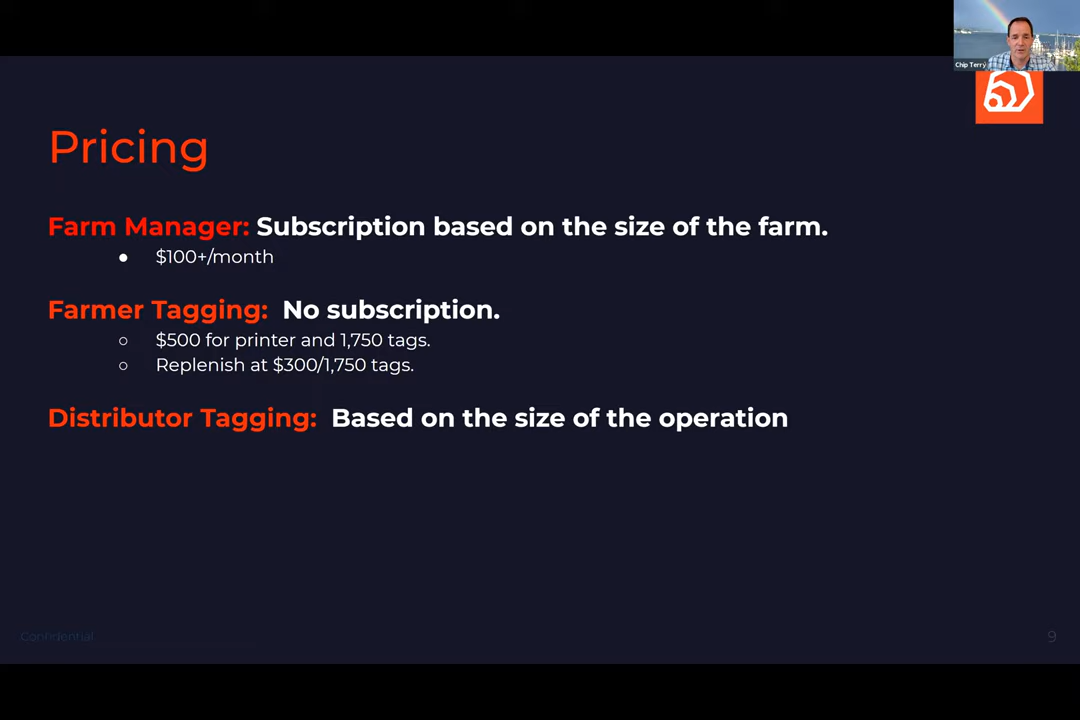 Chip Terry
Pricing
Farm Manager: Subscription based on the size of the farm.
● $100+/month
Farmer Tagging: No subscription.
○ $500 for printer and 1,750 tags.
○ Replenish at $300/1,750 tags.
Distributor Tagging: Based on the size of the operation
Confidential
9